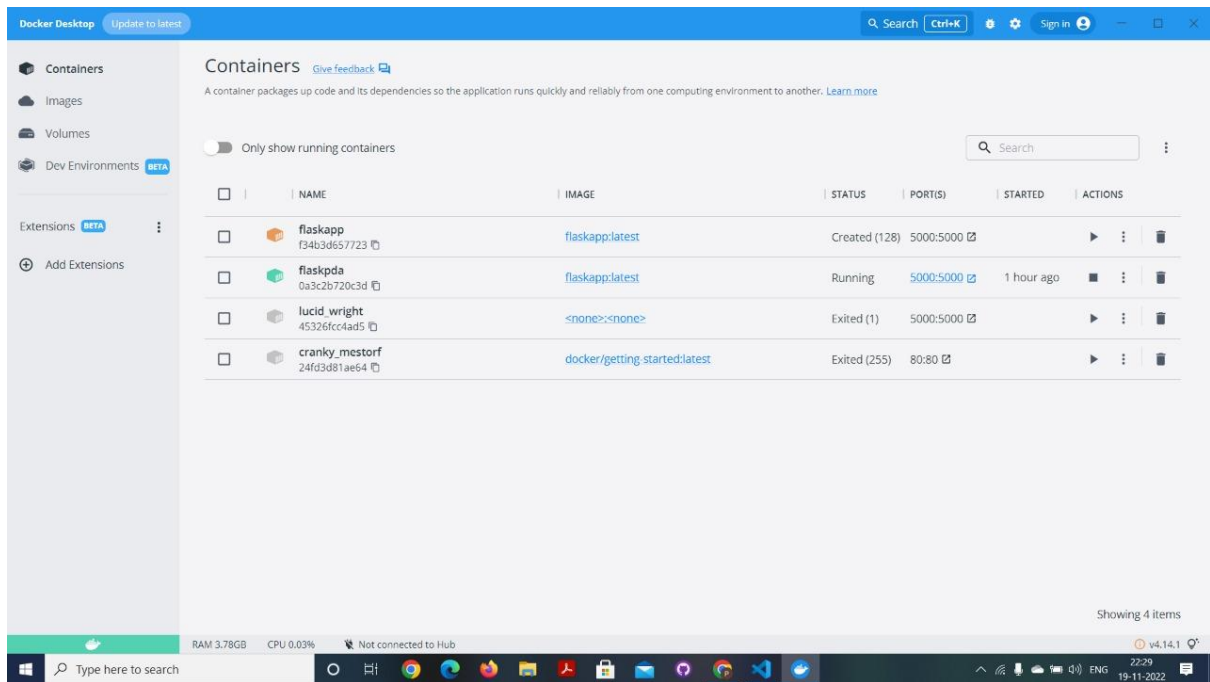 Docker Desktop Update to latest Search Ctrl+K Sign in
Containers
Images
Volumes
Dev Environments BETA
Extensions BETA
Add Extensions
Containers Give feedback
A container packages up code and its dependencies so the application runs quickly and reliably from one computing environment to another. Learn more
Only show running containers Search
NAME IMAGE STATUS PORT(S) STARTED ACTIONS
flaskapp flaskapp:latest Created (128) 5000:5000
f34b3d657723
flaskpda flaskapp:latest Running 5000:5000 1 hour ago
0a3c2b720c3d
lucid_wright <none>:<none> Exited (1) 5000:5000
45326fcc4ad5
cranky_mestorf docker/getting-started:latest Exited (255) 80:80
24fd3d81ae64
Showing 4 items
RAM 3.78GB CPU 0.03% Not connected to Hub v4.14.1
Type here to search ENG 22:29
19-11-2022